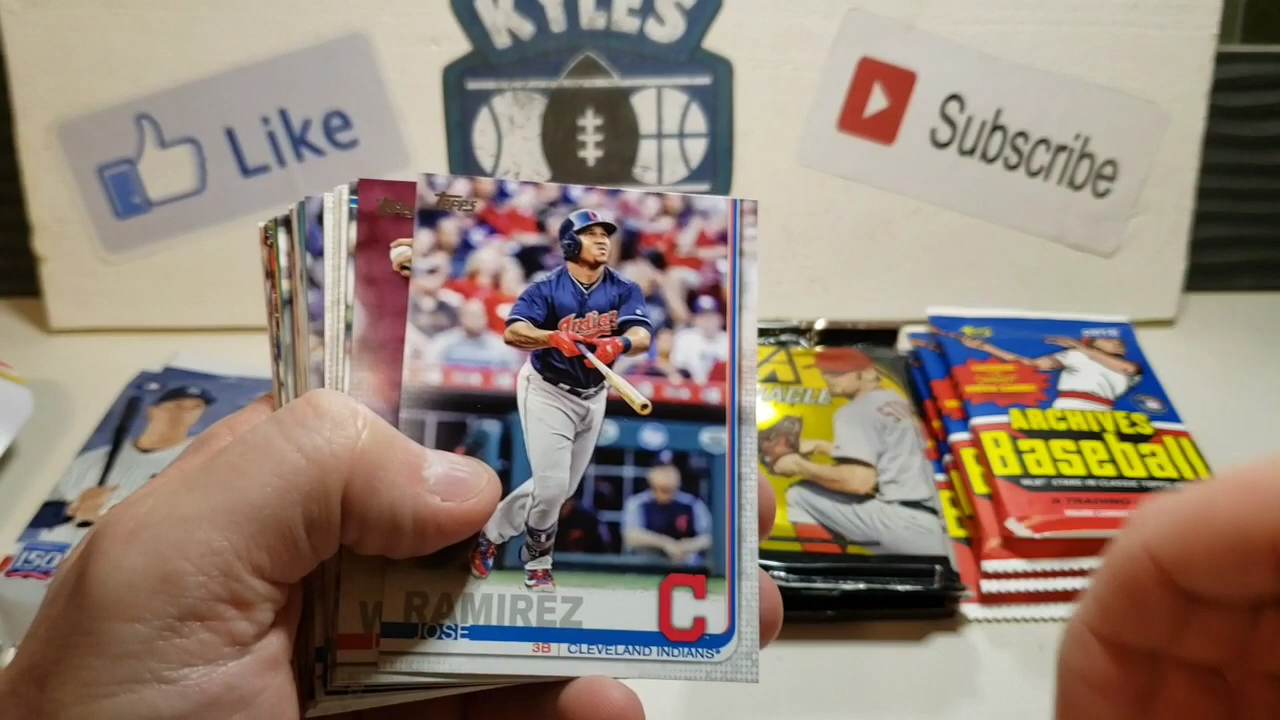 KYLES
Like
Subscribe
TOPPS
RAMIREZ
JOSE
3B | CLEVELAND INDIANS
C
W
150
ARCHIVES
Baseball